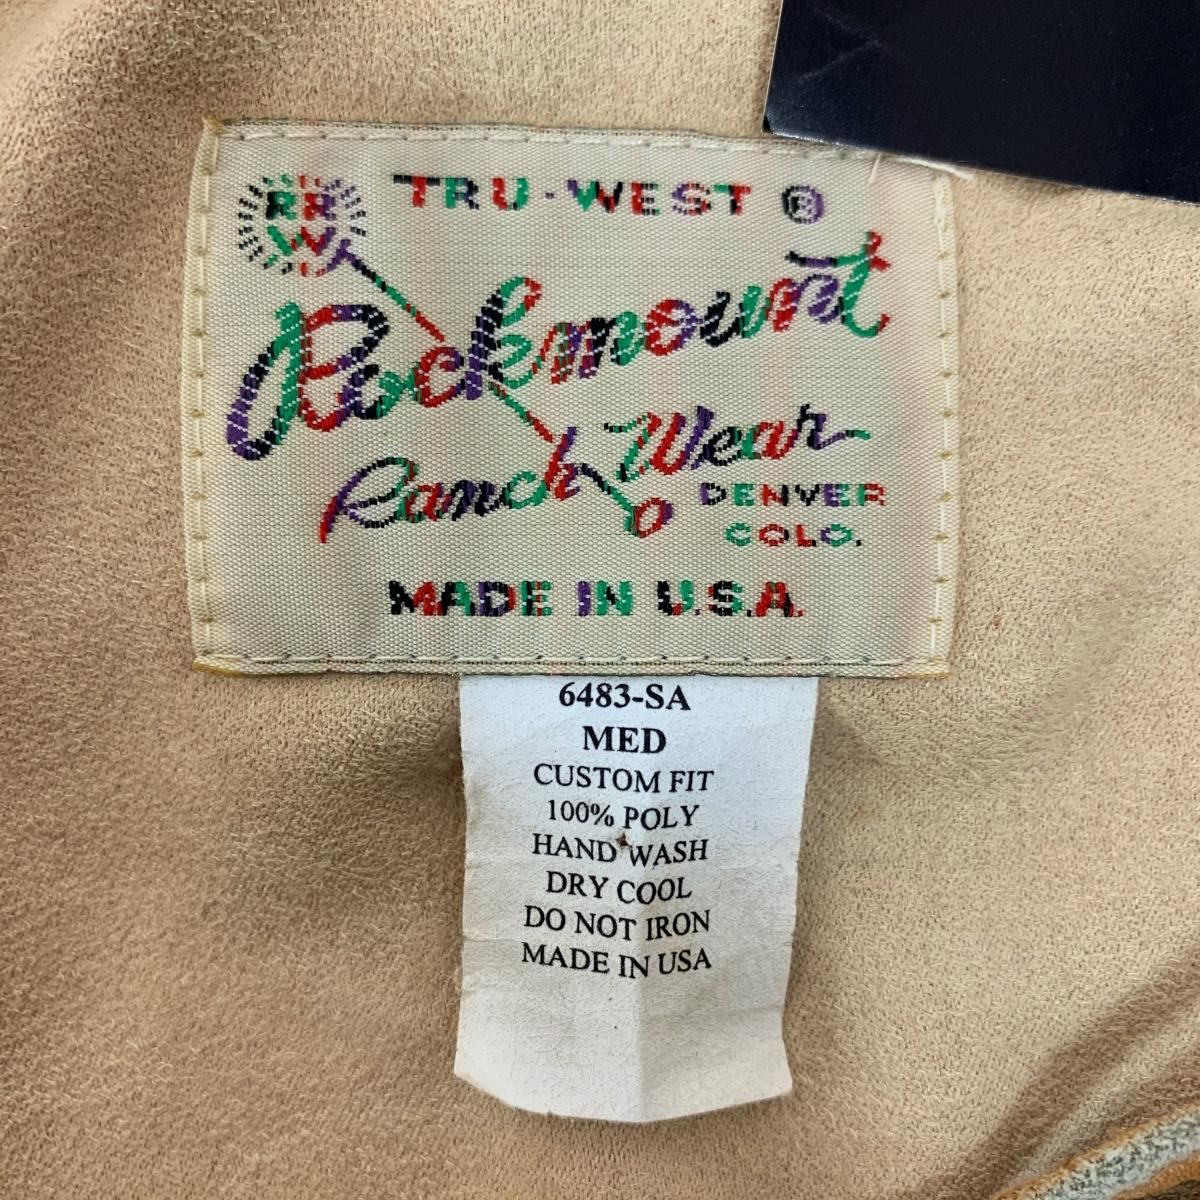 RR
W
TRU-WEST ®
Rockmount
Ranch Wear
DENVER
COLO.
MADE IN U.S.A.
6483-SA
MED
CUSTOM FIT
100% POLY
HAND WASH
DRY COOL
DO NOT IRON
MADE IN USA